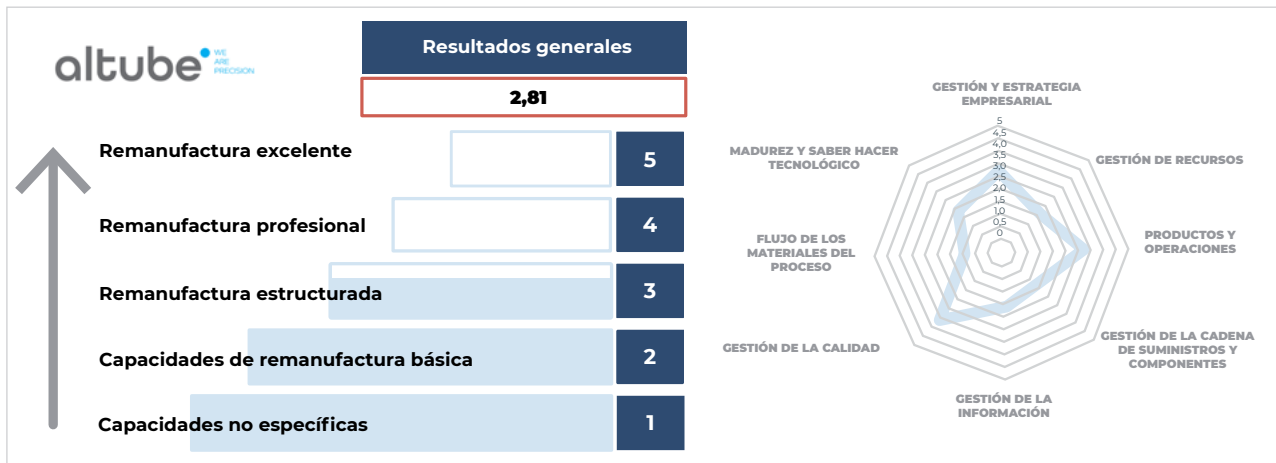 altube
WE
ARE
PRECISION
Resultados generales
2,81
Remanufactura excelente
5
Remanufactura profesional
4
Remanufactura estructurada
3
Capacidades de remanufactura básica
2
Capacidades no específicas
1
GESTIÓN Y ESTRATEGIA
EMPRESARIAL
5
4,5
4,0
3,5
3,0
2,5
2,0
1,5
1,0
0,5
0
GESTIÓN DE RECURSOS
PRODUCTOS Y
OPERACIONES
GESTIÓN DE LA CADENA
DE SUMINISTROS Y
COMPONENTES
GESTIÓN DE LA
INFORMACIÓN
GESTIÓN DE LA CALIDAD
FLUJO DE LOS
MATERIALES DEL
PROCESO
MADUREZ Y SABER HACER
TECNOLÓGICO